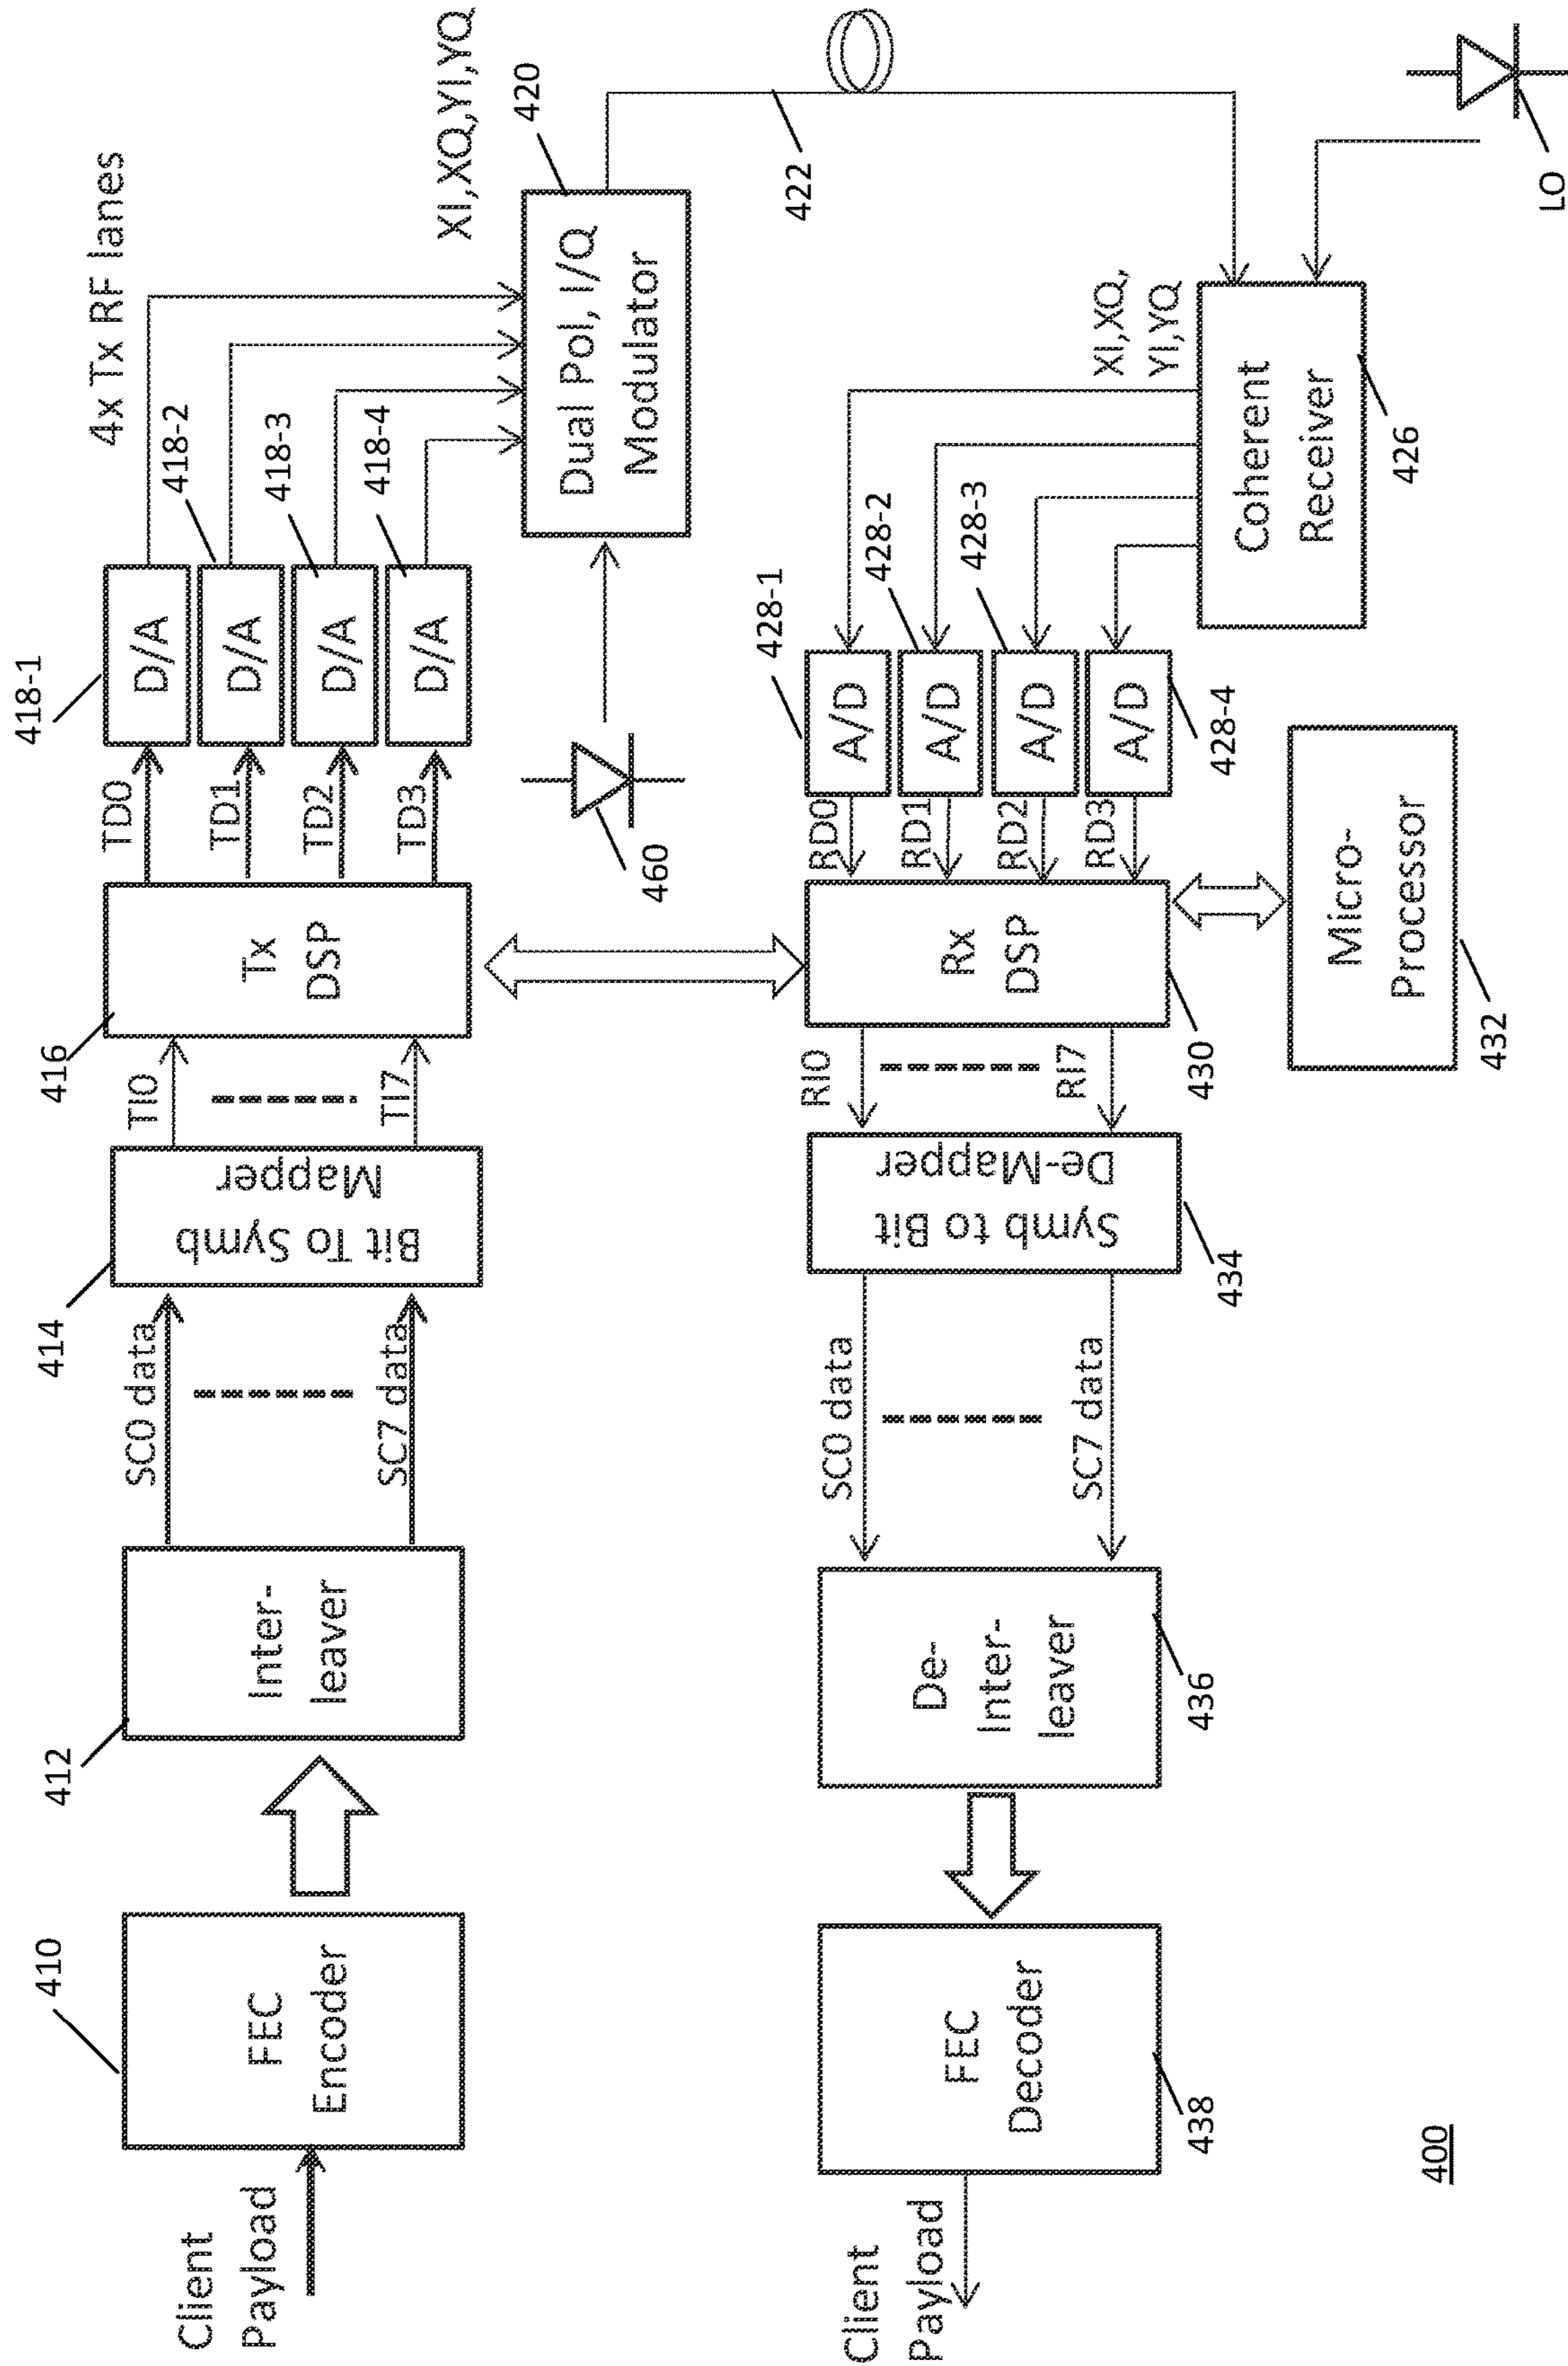 Client
Payload
410
FEC
Encoder
412
Inter-
leaver
SC0 data
SC7 data
414
Bit To Symb
Mapper
TI0
TI7
416
Tx
DSP
TD0
TD1
TD2
TD3
418-1
D/A
D/A
D/A
D/A
418-2
418-3
418-4
4x Tx RF lanes
XI,XQ,YI,YQ
420
Dual Pol, I/Q
Modulator
460
422
LO
XI,XQ,
YI,YQ
Coherent
Receiver
426
428-1
428-2
428-3
428-4
A/D
A/D
A/D
A/D
RD0
RD1
RD2
RD3
Rx
DSP
430
Micro-
Processor
432
RI0
RI7
Symb to Bit
De-Mapper
434
SC0 data
SC7 data
De-
Inter-
leaver
436
FEC
Decoder
438
Client
Payload
400